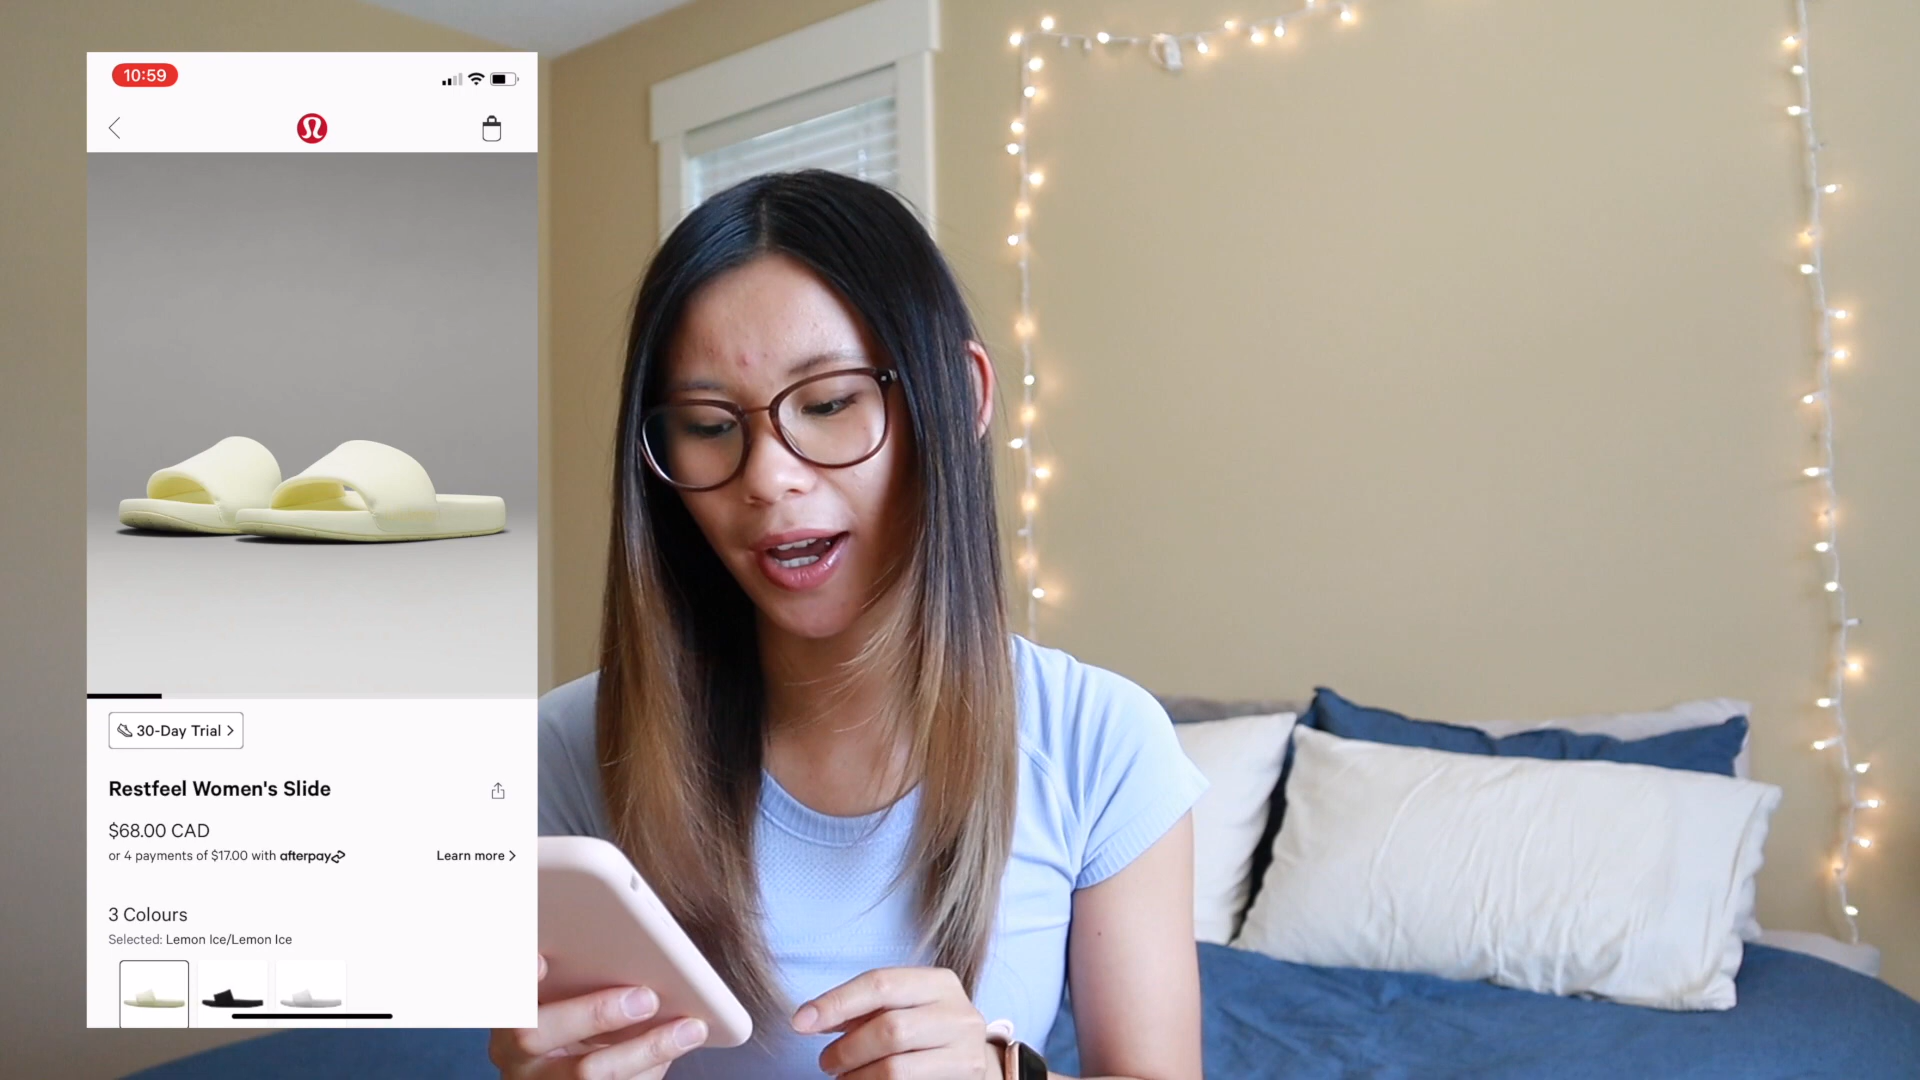 10:59
30-Day Trial >
Restfeel Women's Slide
$68.00 CAD
or 4 payments of $17.00 with afterpay
Learn more >
3 Colours
Selected: Lemon Ice/Lemon Ice